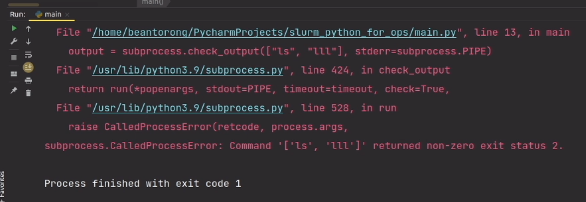 main()
Run: main
File "/home/beantorong/PycharmProjects/slurm_python_for_ops/main.py", line 13, in main
output = subprocess.check_output(["ls", "lll"], stderr=subprocess.PIPE)
File "/usr/lib/python3.9/subprocess.py", line 424, in check_output
return run(*popenargs, stdout=PIPE, timeout=timeout, check=True,
File "/usr/lib/python3.9/subprocess.py", line 528, in run
raise CalledProcessError(retcode, process.args,
subprocess.CalledProcessError: Command '['ls', 'lll']' returned non-zero exit status 2.
Process finished with exit code 1
Favorites